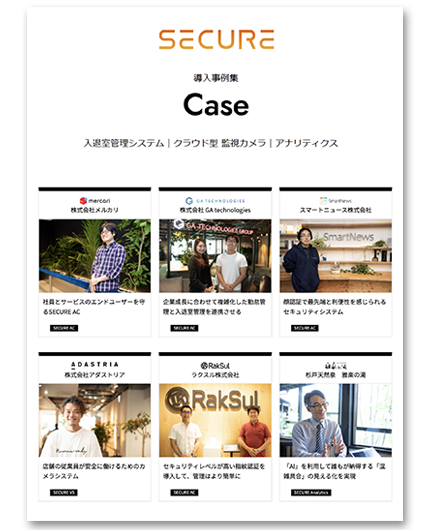 SECURE
導入事例集
Case
入退室管理システム｜クラウド型 監視カメラ｜アナリティクス
mercari
株式会社メルカリ
社員とサービスのエンドユーザーを守
るSECURE AC
SECURE AC
GA TECHNOLOGIES
株式会社 GA technologies
GA TECHNOLOGIES GROUP
企業成長に合わせて複雑化した勤怠管
理と入退室管理を連携させる
SECURE AC
SmartNews
スマートニュース株式会社
SmartNews
顔認証で最先端と利便性を感じられる
セキュリティシステム
SECURE AC
ADASTRIA
株式会社アダストリア
店舗の従業員が安全に働けるためのカ
メラシステム
SECURE VS
RakSul
ラクスル株式会社
RakSul
セキュリティレベルが高い指紋認証を
導入して、管理はより簡単に
SECURE AC
杉戸天然泉 雅楽の湯
「AI」を利用して誰もが納得する「混
雑具合」の見える化を実現
SECURE Analytics